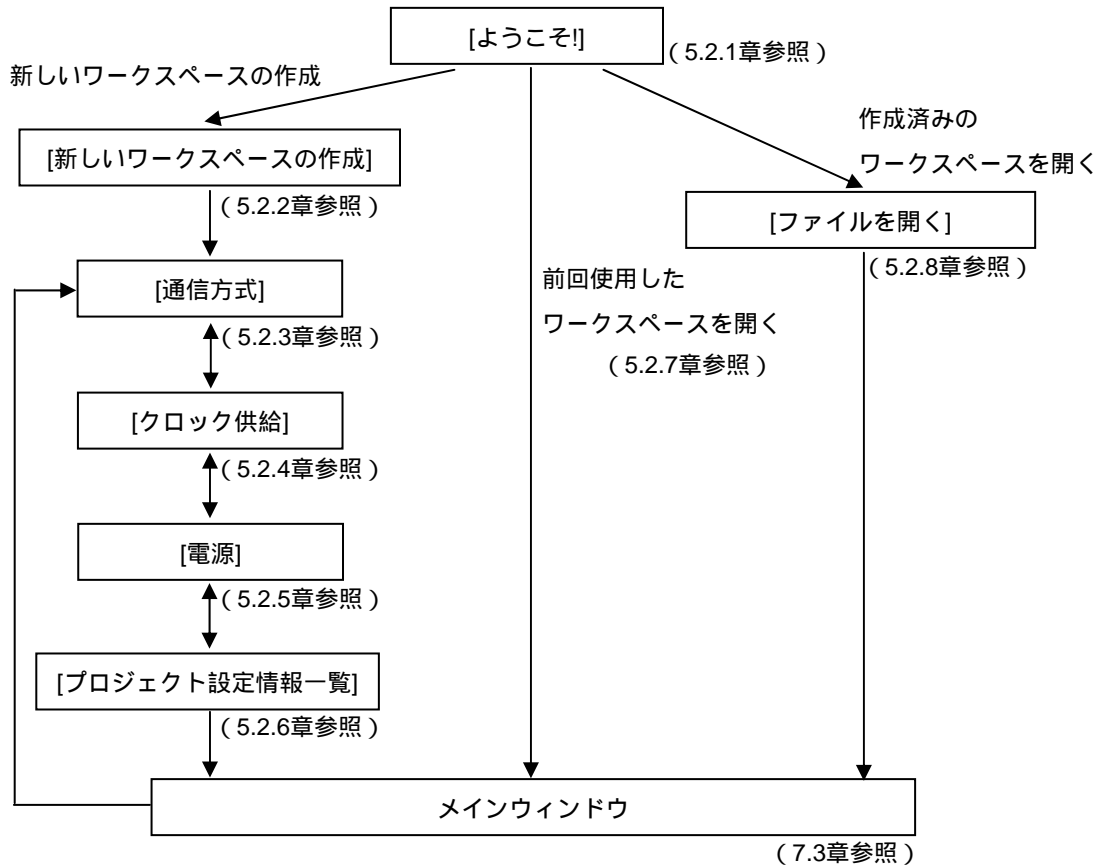 [ようこそ!]
（5.2.1章参照）
新しいワークスペースの作成
[新しいワークスペースの作成]
（5.2.2章参照）
作成済みの
ワークスペースを開く
[ファイルを開く]
（5.2.8章参照）
[通信方式]
（5.2.3章参照）
前回使用した
ワークスペースを開く
（5.2.7章参照）
[クロック供給]
（5.2.4章参照）
[電源]
（5.2.5章参照）
[プロジェクト設定情報一覧]
（5.2.6章参照）
メインウィンドウ
（7.3章参照）